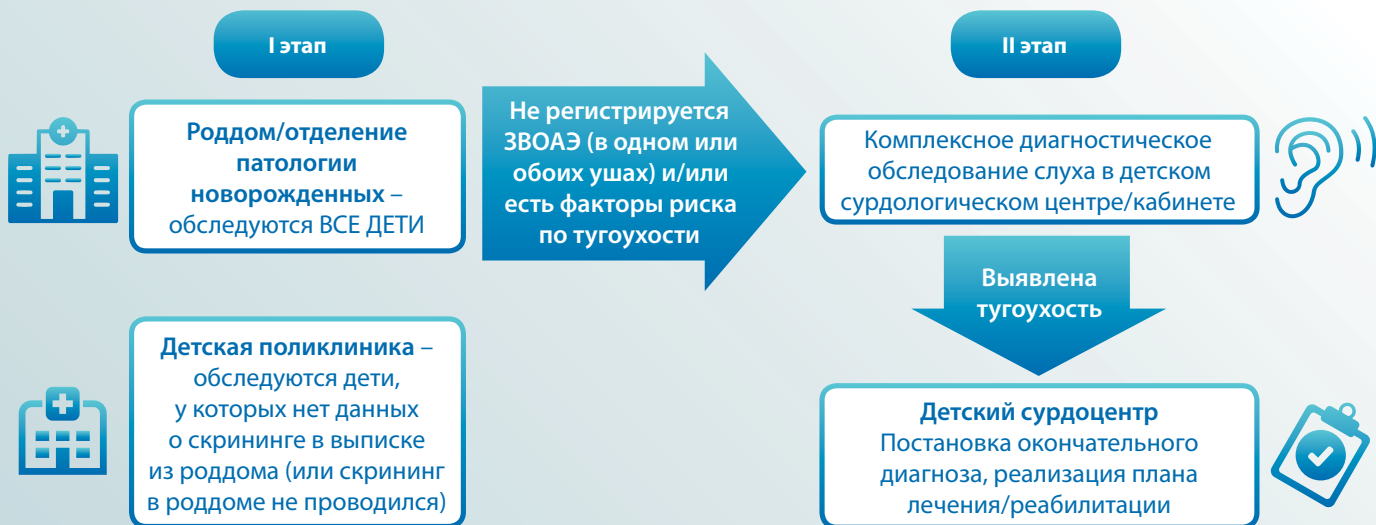 I этап
Роддом/отделение
патологии
новорожденных –
обследуются ВСЕ ДЕТИ
Детская поликлиника –
обследуются дети,
у которых нет данных
о скрининге в выписке
из роддома (или скрининг
в роддоме не проводился)
Не регистрируется
ЗВОАЭ (в одном или
обоих ушах) и/или
есть факторы риска
по тугоухости
II этап
Комплексное диагностическое
обследование слуха в детском
сурдологическом центре/кабинете
Выявлена
тугоухость
Детский сурдоцентр
Постановка окончательного
диагноза, реализация плана
лечения/реабилитации